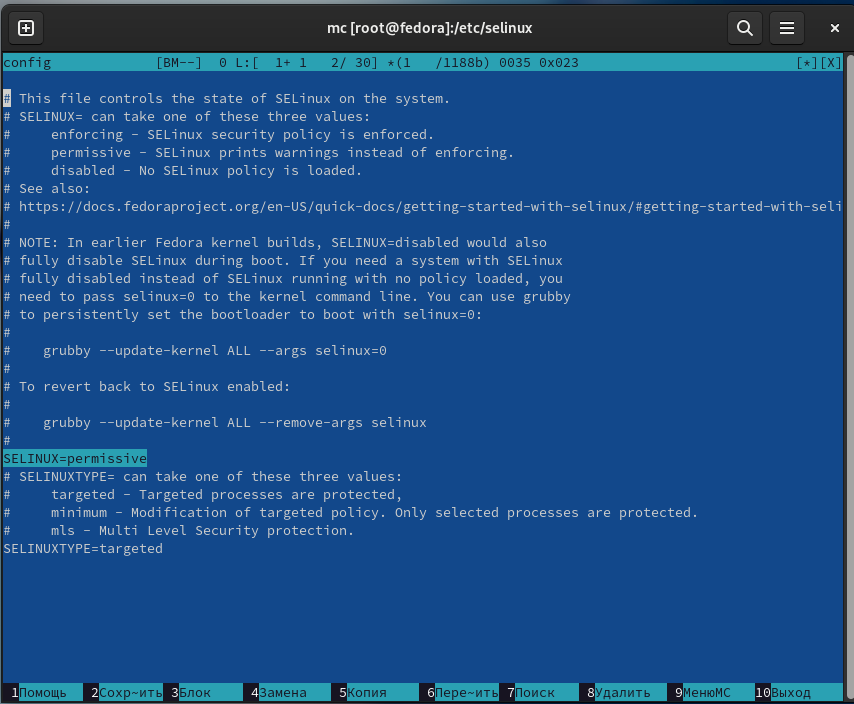 mc [root@fedora]:/etc/selinux
config [BM--] 0 L:[ 1+ 1 2/ 30] *(1 /1188b) 0035 0x023 [*][X]
# This file controls the state of SELinux on the system.
# SELINUX= can take one of these three values:
#     enforcing - SELinux security policy is enforced.
#     permissive - SELinux prints warnings instead of enforcing.
#     disabled - No SELinux policy is loaded.
# See also:
# https://docs.fedoraproject.org/en-US/quick-docs/getting-started-with-selinux/#getting-started-with-seli
#
# NOTE: In earlier Fedora kernel builds, SELINUX=disabled would also
# fully disable SELinux during boot. If you need a system with SELinux
# fully disabled instead of SELinux running with no policy loaded, you
# need to pass selinux=0 to the kernel command line. You can use grubby
# to persistently set the bootloader to boot with selinux=0:
#
#    grubby --update-kernel ALL --args selinux=0
#
# To revert back to SELinux enabled:
#
#    grubby --update-kernel ALL --remove-args selinux
#
SELINUX=permissive
# SELINUXTYPE= can take one of these three values:
#     targeted - Targeted processes are protected,
#     minimum - Modification of targeted policy. Only selected processes are protected.
#     mls - Multi Level Security protection.
SELINUXTYPE=targeted
1Помощь 2Сохр~ить 3Блок 4Замена 5Копия 6Пере~ить 7Поиск 8Удалить 9МенюMC 10Выход